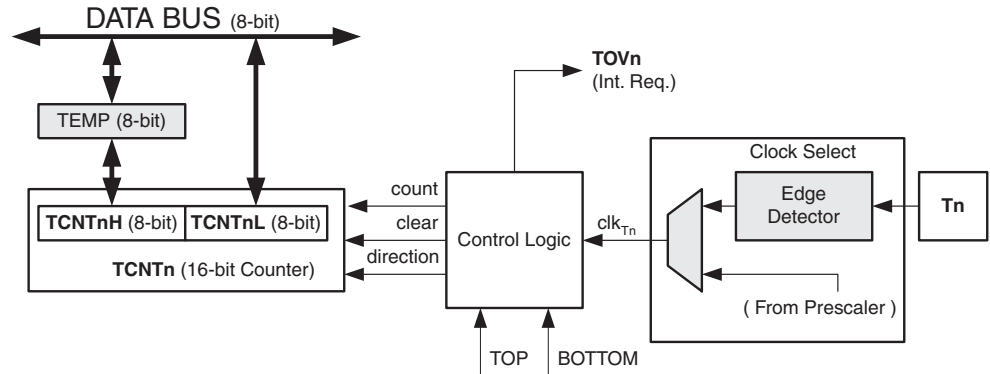 DATA BUS (8-bit)
TOVn
(Int. Req.)
TEMP (8-bit)
Clock Select
count
Edge
Detector
Tn
TCNTnH (8-bit) TCNTnL (8-bit)
clear
Control Logic
clkTn
direction
TCNTn (16-bit Counter)
( From Prescaler )
TOP
BOTTOM